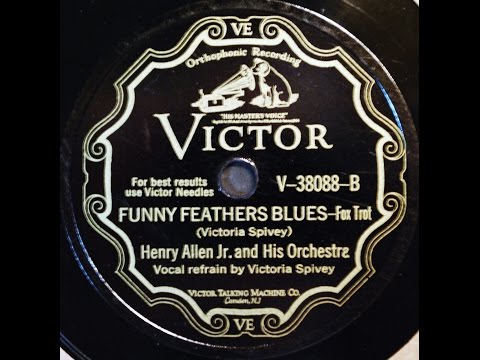 VE
Orthophonic Recording
"HIS MASTER'S VOICE"
VICTOR
For best results
use Victor Needles
V-38088-B
FUNNY FEATHERS BLUES-Fox Trot
(Victoria Spivey)
Henry Allen Jr. and His Orchestra
Vocal refrain by Victoria Spivey
VICTOR TALKING MACHINE CO.
Camden, N.J.
VE